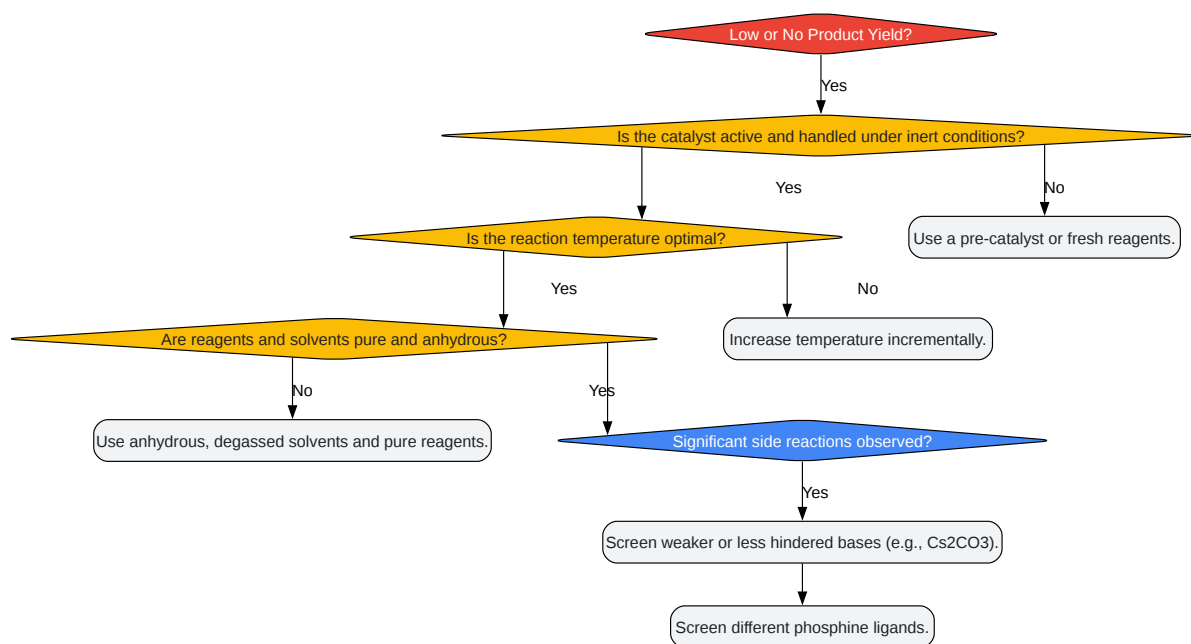 Low or No Product Yield?
Yes
Is the catalyst active and handled under inert conditions?
Yes
No
Is the reaction temperature optimal?
Use a pre-catalyst or fresh reagents.
Yes
No
Are reagents and solvents pure and anhydrous?
Increase temperature incrementally.
No
Yes
Use anhydrous, degassed solvents and pure reagents.
Significant side reactions observed?
Yes
Screen weaker or less hindered bases (e.g., Cs2CO3).
Screen different phosphine ligands.